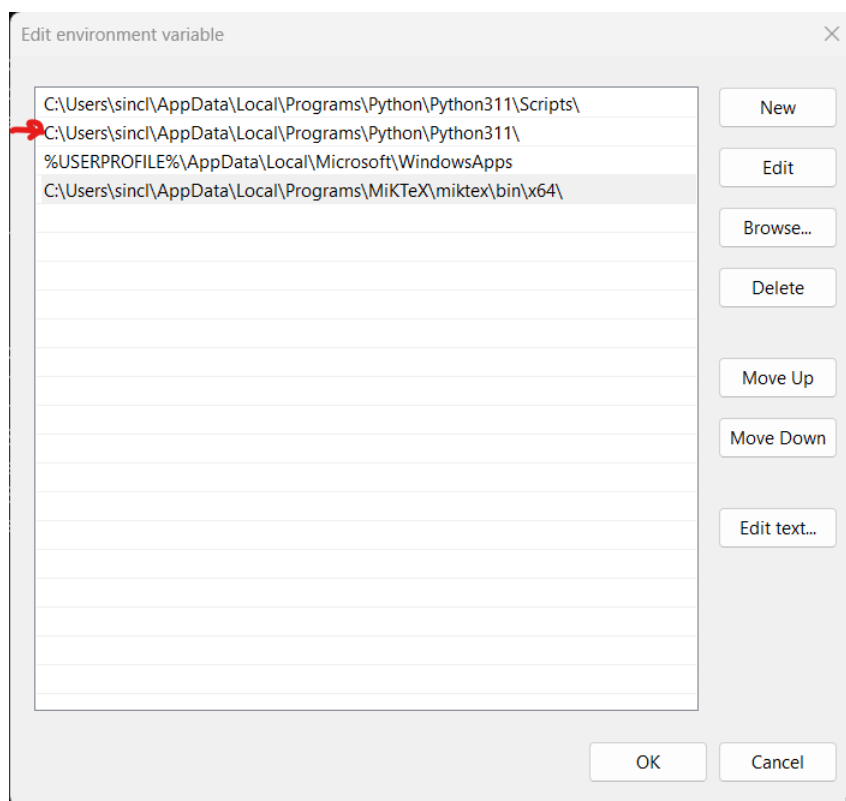 Edit environment variable
C:\Users\sincl\AppData\Local\Programs\Python\Python311\Scripts\
C:\Users\sincl\AppData\Local\Programs\Python\Python311\
%USERPROFILE%\AppData\Local\Microsoft\WindowsApps
C:\Users\sincl\AppData\Local\Programs\MiKTeX\miktex\bin\x64\
New
Edit
Browse...
Delete
Move Up
Move Down
Edit text...
OK
Cancel